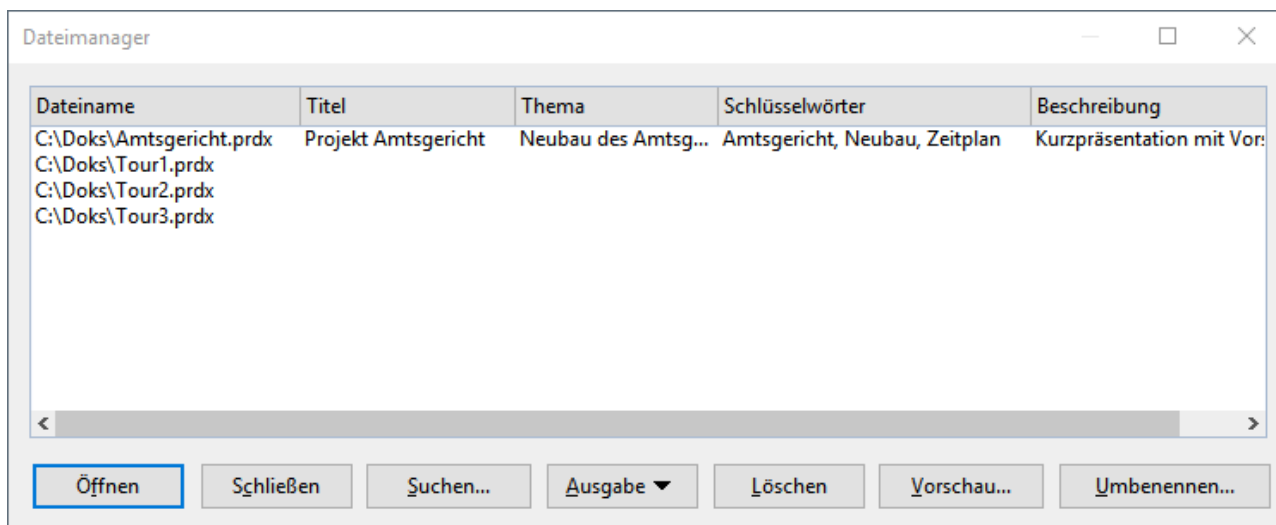 Dateimanager
Dateiname Titel Thema Schlüsselwörter Beschreibung
C:\Doks\Amtsgericht.prdx Projekt Amtsgericht Neubau des Amtsg... Amtsgericht, Neubau, Zeitplan Kurzpräsentation mit Vors
C:\Doks\Tour1.prdx
C:\Doks\Tour2.prdx
C:\Doks\Tour3.prdx
Öffnen Schließen Suchen... Ausgabe Löschen Vorschau... Umbenennen...